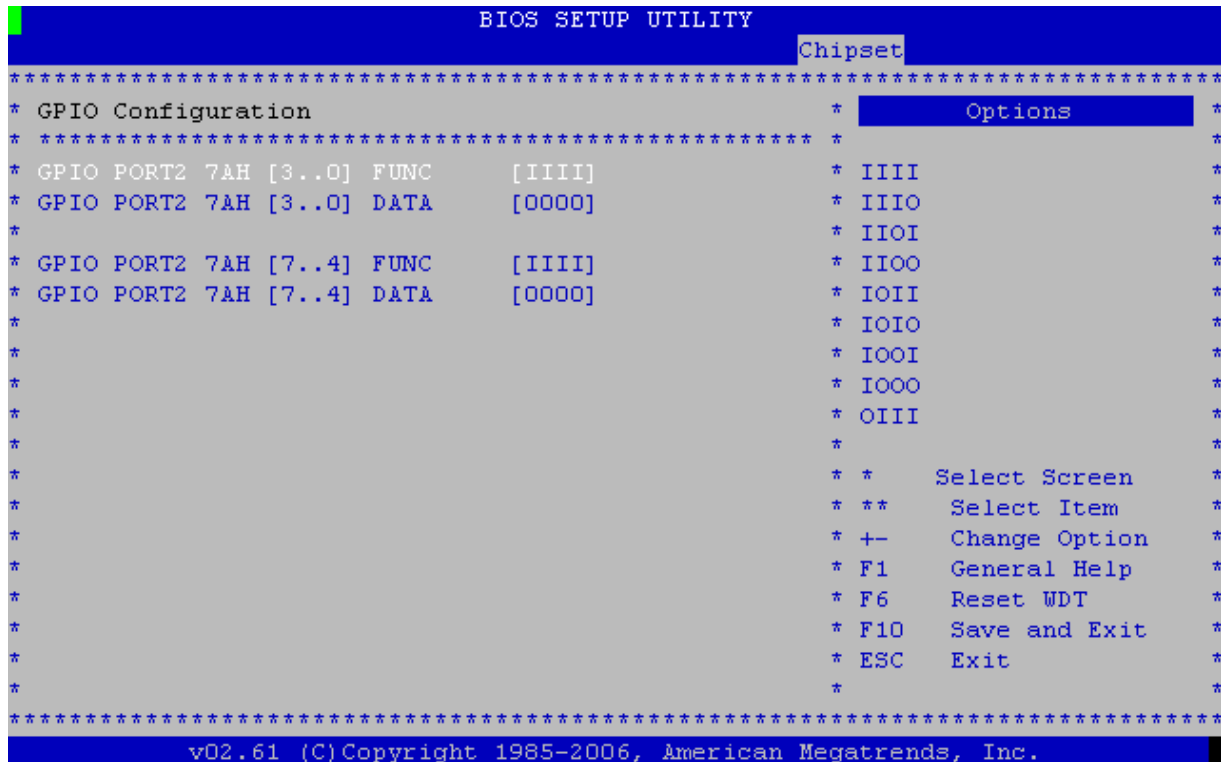 BIOS SETUP UTILITY
Chipset
********************************************************************************
* GPIO Configuration * Options *
* *************************************************** * *
* GPIO PORT2 7AH [3..0] FUNC [IIII] * IIII *
* GPIO PORT2 7AH [3..0] DATA [0000] * IIIO *
* * IIOI *
* GPIO PORT2 7AH [7..4] FUNC [IIII] * IIOO *
* GPIO PORT2 7AH [7..4] DATA [0000] * IOII *
* * IOIO *
* * IOOI *
* * IOOO *
* * OIII *
* * *
* * * Select Screen *
* * ** Select Item *
* * +- Change Option *
* * F1 General Help *
* * F6 Reset WDT *
* * F10 Save and Exit *
* * ESC Exit *
* * *
********************************************************************************
v02.61 (C)Copyright 1985-2006, American Megatrends, Inc.